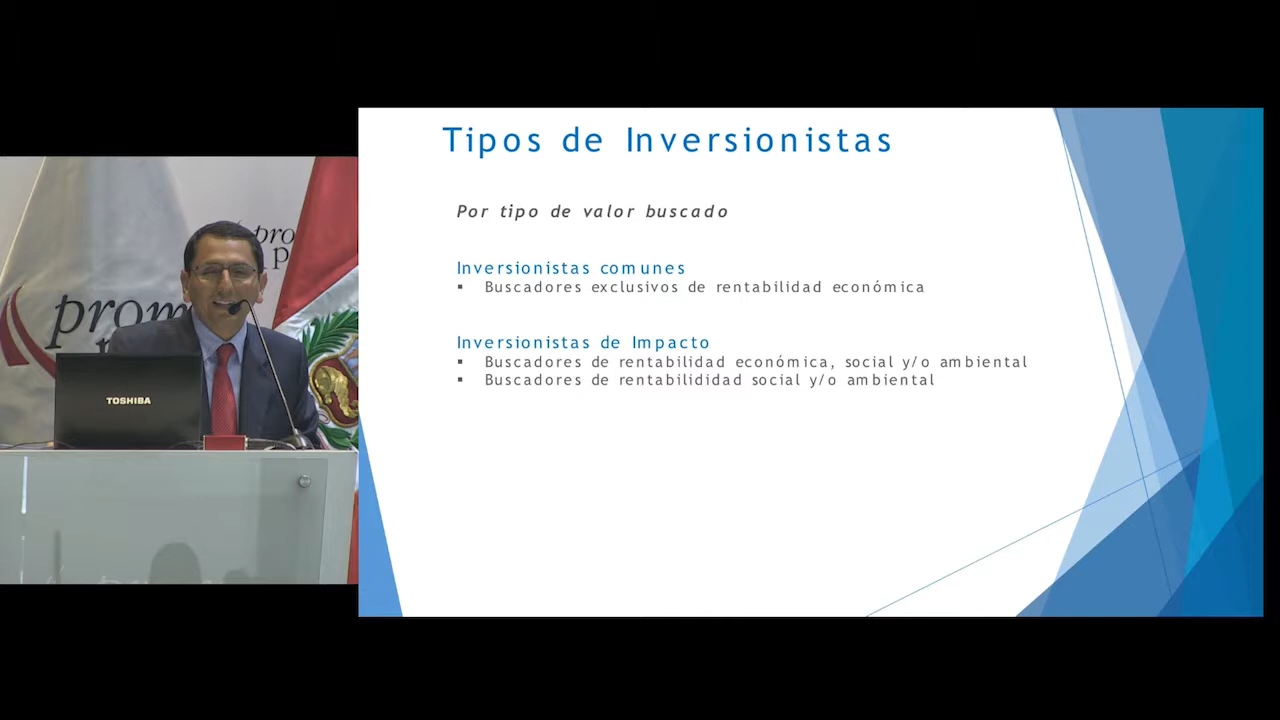 Tipos de Inversionistas
Por tipo de valor buscado
Inversionistas comunes
▪ Buscadores exclusivos de rentabilidad económica
Inversionistas de Impacto
▪ Buscadores de rentabilidad económica, social y/o ambiental
▪ Buscadores de rentabilididad social y/o ambiental
TOSHIBA